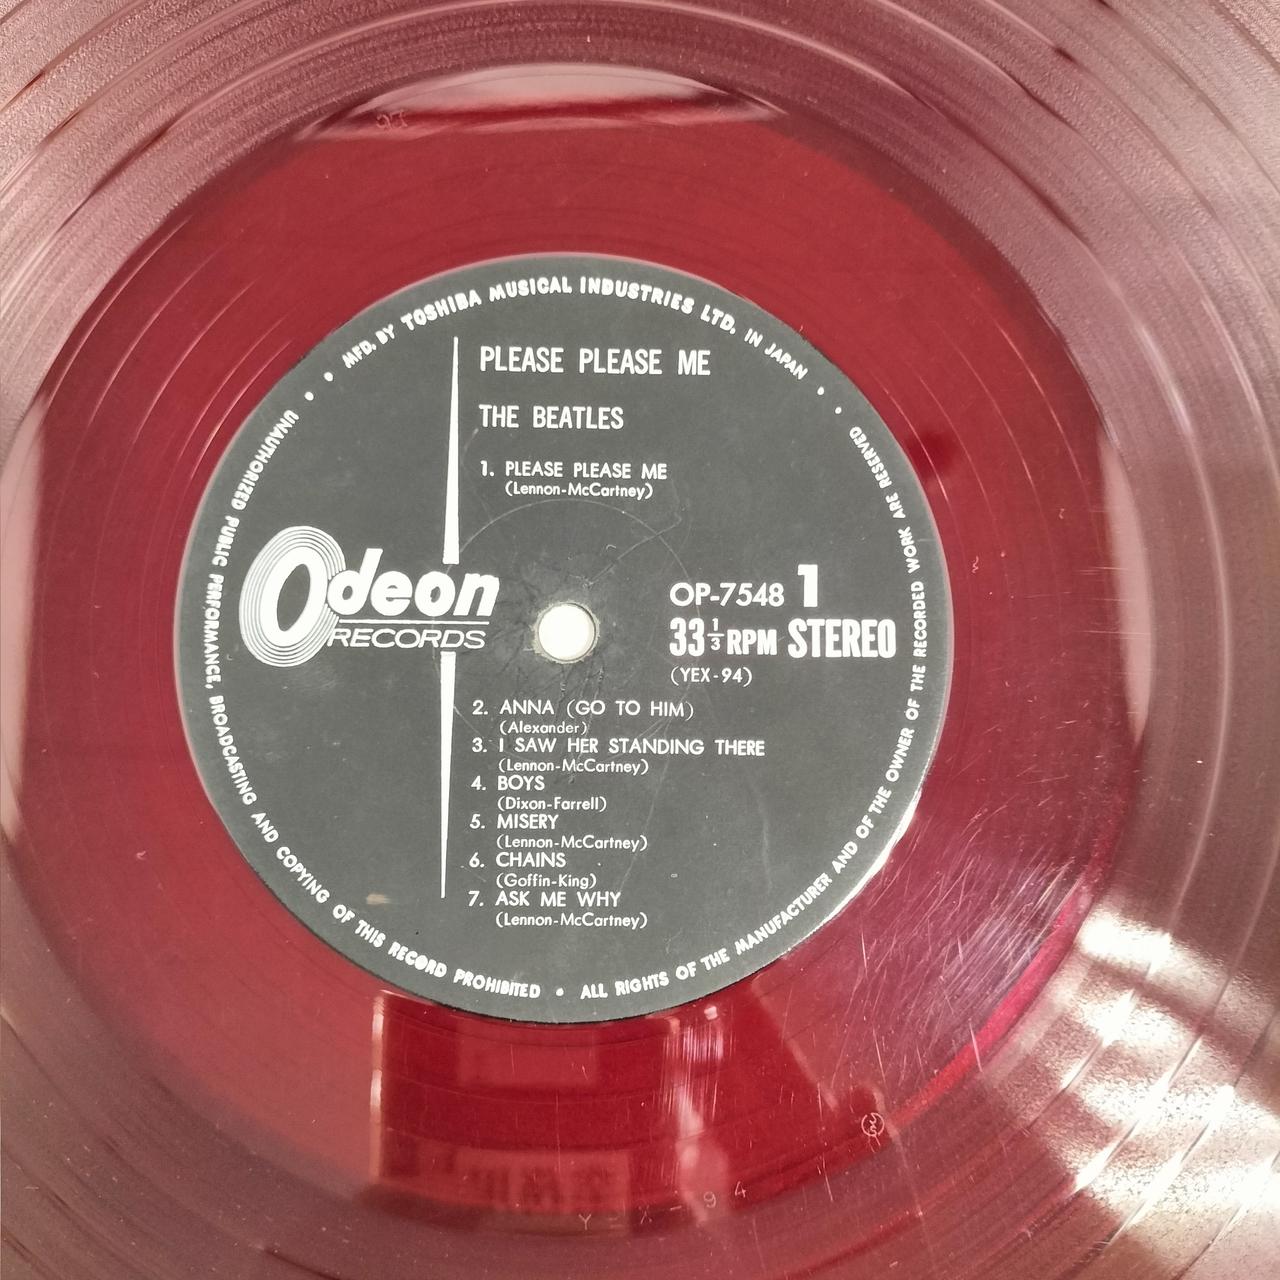 MFD. BY TOSHIBA MUSICAL INDUSTRIES LTD. IN JAPAN
PLEASE PLEASE ME
THE BEATLES
1. PLEASE PLEASE ME
(Lennon-McCartney)
Odeon
RECORDS
OP-7548 1
33 1/3 RPM STEREO
(YEX-94)
2. ANNA (GO TO HIM)
(Alexander)
3. I SAW HER STANDING THERE
(Lennon-McCartney)
4. BOYS
(Dixon-Farrell)
5. MISERY
(Lennon-McCartney)
6. CHAINS
(Goffin-King)
7. ASK ME WHY
(Lennon-McCartney)
UNAUTHORIZED PUBLIC PERFORMANCE, BROADCASTING AND COPYING OF THIS RECORD PROHIBITED • ALL RIGHTS OF THE MANUFACTURER AND OF THE OWNER OF THE RECORDED WORK ARE RESERVED
YEX-94